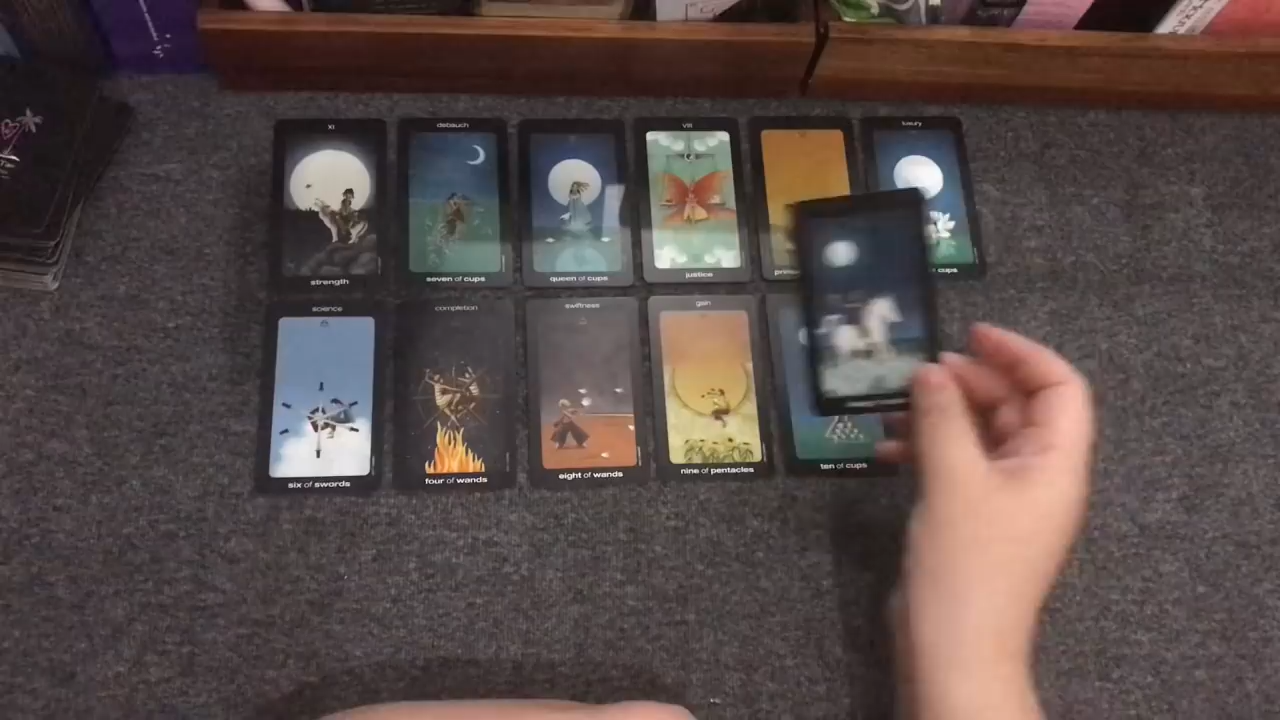 XI
strength
debauch
seven of cups
queen of cups
VIII
justice
luxury
cups
science
six of swords
completion
four of wands
swiftness
eight of wands
gain
nine of pentacles
ten of cups